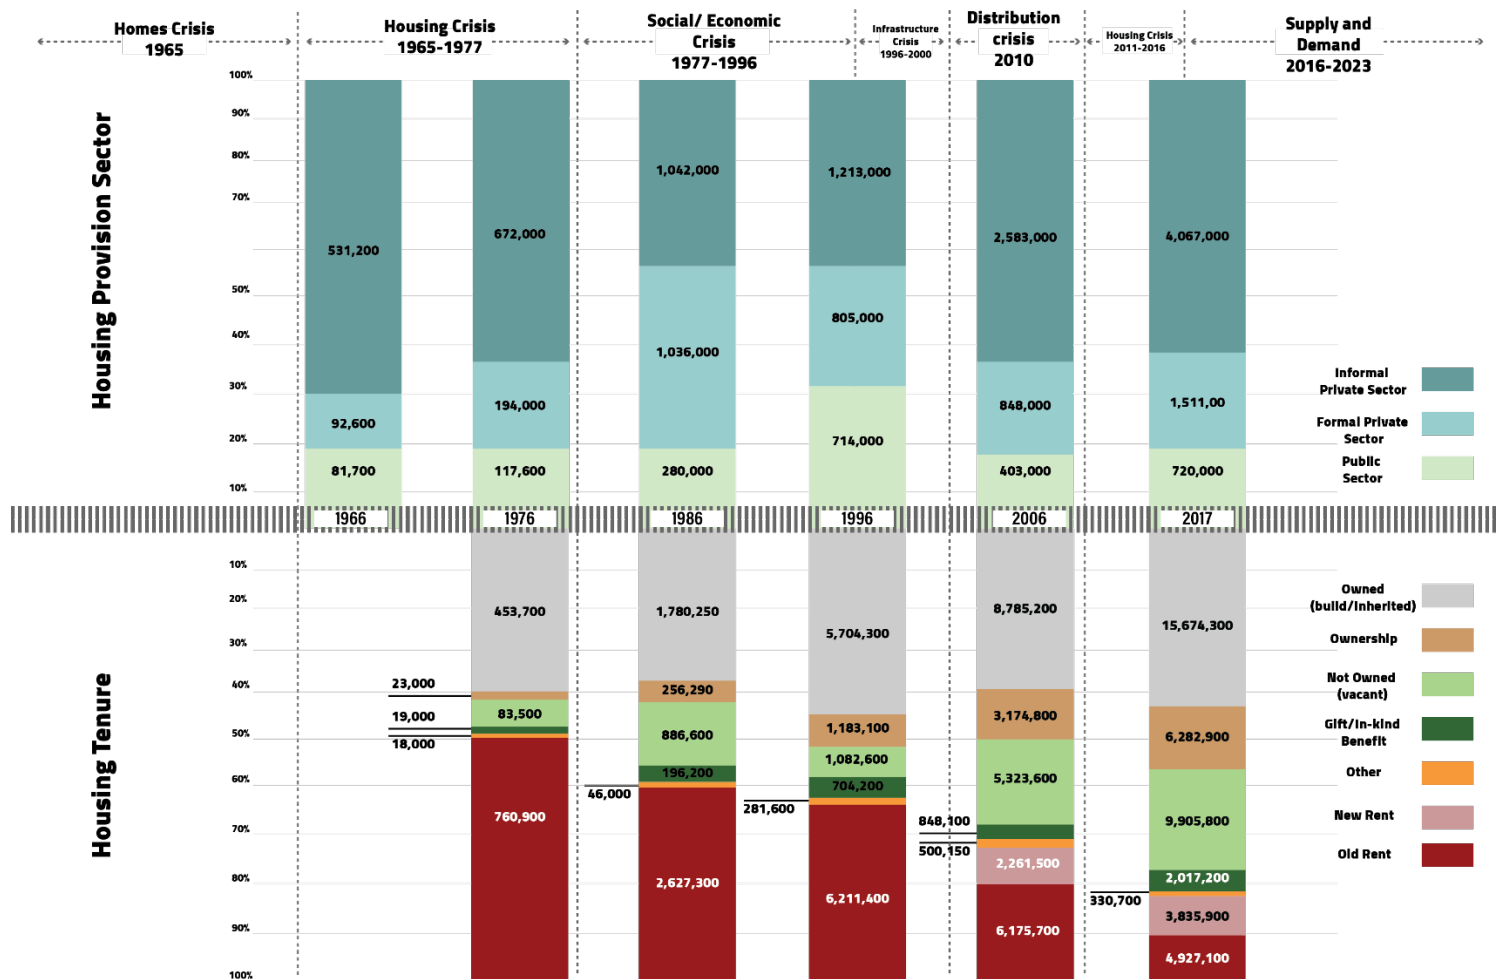 Homes Crisis
1965
Housing Crisis
1965-1977
Social/ Economic
Crisis
1977-1996
Infrastructure
Crisis
1996-2000
Distribution
crisis
2010
Housing Crisis
2011-2016
Supply and
Demand
2016-2023
Housing Provision Sector
100%
90%
80%
70%
50%
40%
30%
20%
10%
531,200
92,600
81,700
672,000
194,000
117,600
1,042,000
1,036,000
280,000
1,213,000
805,000
714,000
2,583,000
848,000
403,000
4,067,000
1,511,00
720,000
Informal
Private Sector
Formal Private
Sector
Public
Sector
1966
1976
1986
1996
2006
2017
Housing Tenure
10%
20%
30%
40%
50%
60%
70%
80%
90%
100%
453,700
23,000
83,500
19,000
18,000
760,900
1,780,250
256,290
886,600
196,200
46,000
2,627,300
5,704,300
1,183,100
1,082,600
704,200
281,600
6,211,400
8,785,200
3,174,800
5,323,600
848,100
500,150
2,261,500
6,175,700
15,674,300
6,282,900
9,905,800
2,017,200
330,700
3,835,900
4,927,100
Owned
(build/inherited)
Ownership
Not Owned
(vacant)
Gift/In-kind
Benefit
Other
New Rent
Old Rent